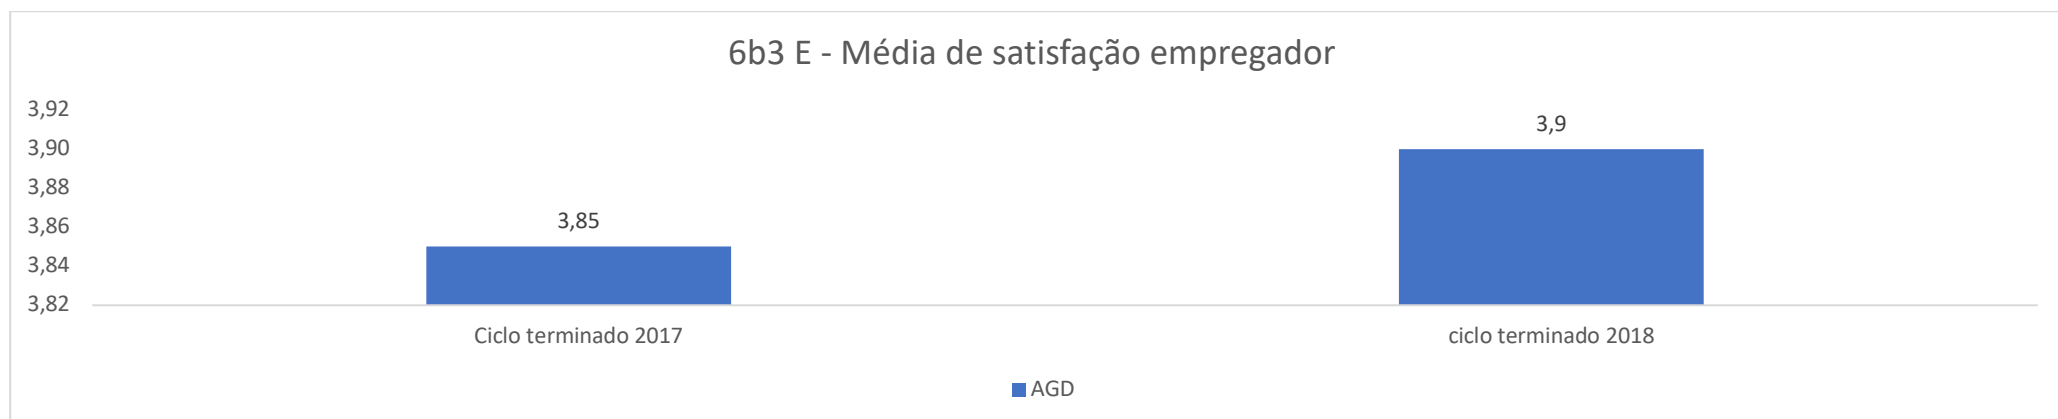 6b3 E - Média de satisfação empregador
3,92
3,90
3,88
3,86
3,84
3,82
3,85
3,9
Ciclo terminado 2017
ciclo terminado 2018
AGD